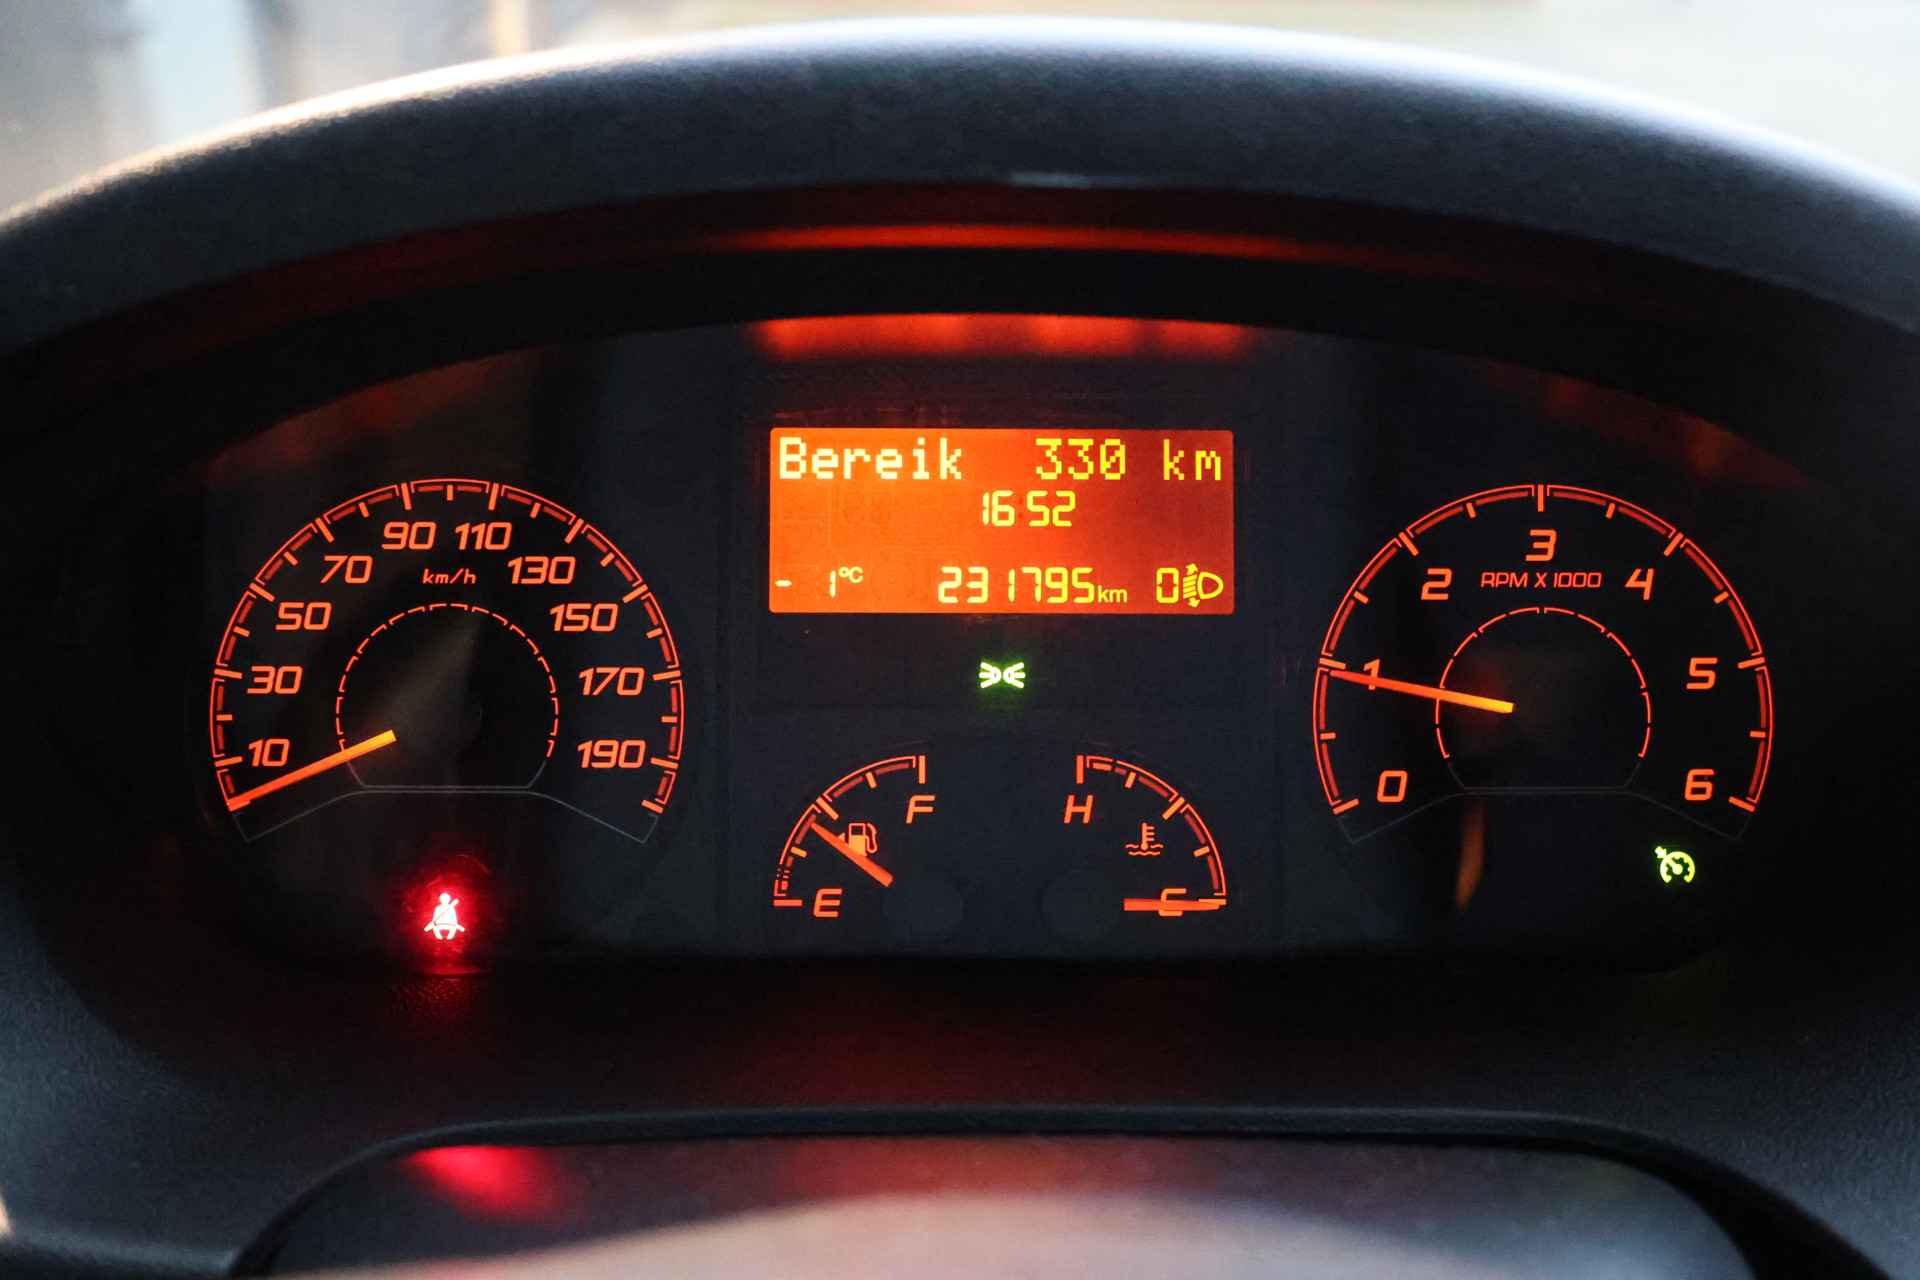 Bereik 330 km
16:52
- 1°C 231795km 0
10 30 50 70 90 110 130 150 170 190
km/h
0 1 2 3 4 5 6
RPM X 1000
E F
H C